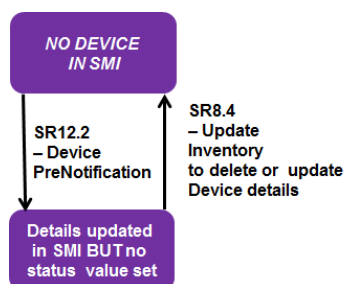 NO DEVICE
IN SMI
SR12.2
– Device
PreNotification
SR8.4
– Update
Inventory
to delete or update
Device details
Details updated
in SMI BUT no
status value set